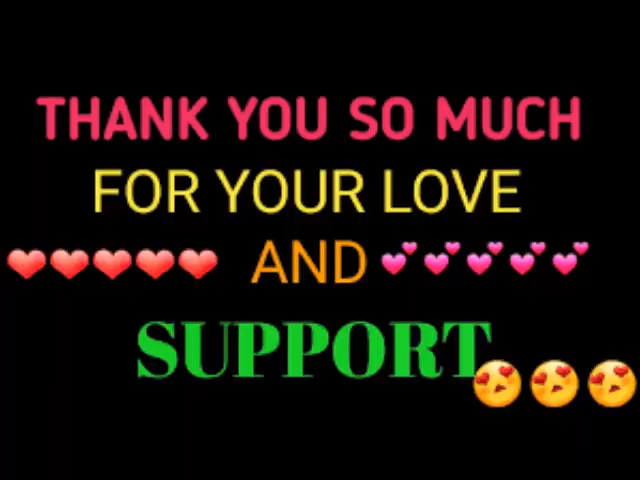 THANK YOU SO MUCH
FOR YOUR LOVE
❤❤❤❤❤ AND 💕💕💕💕💕
SUPPORT 😍😍😍